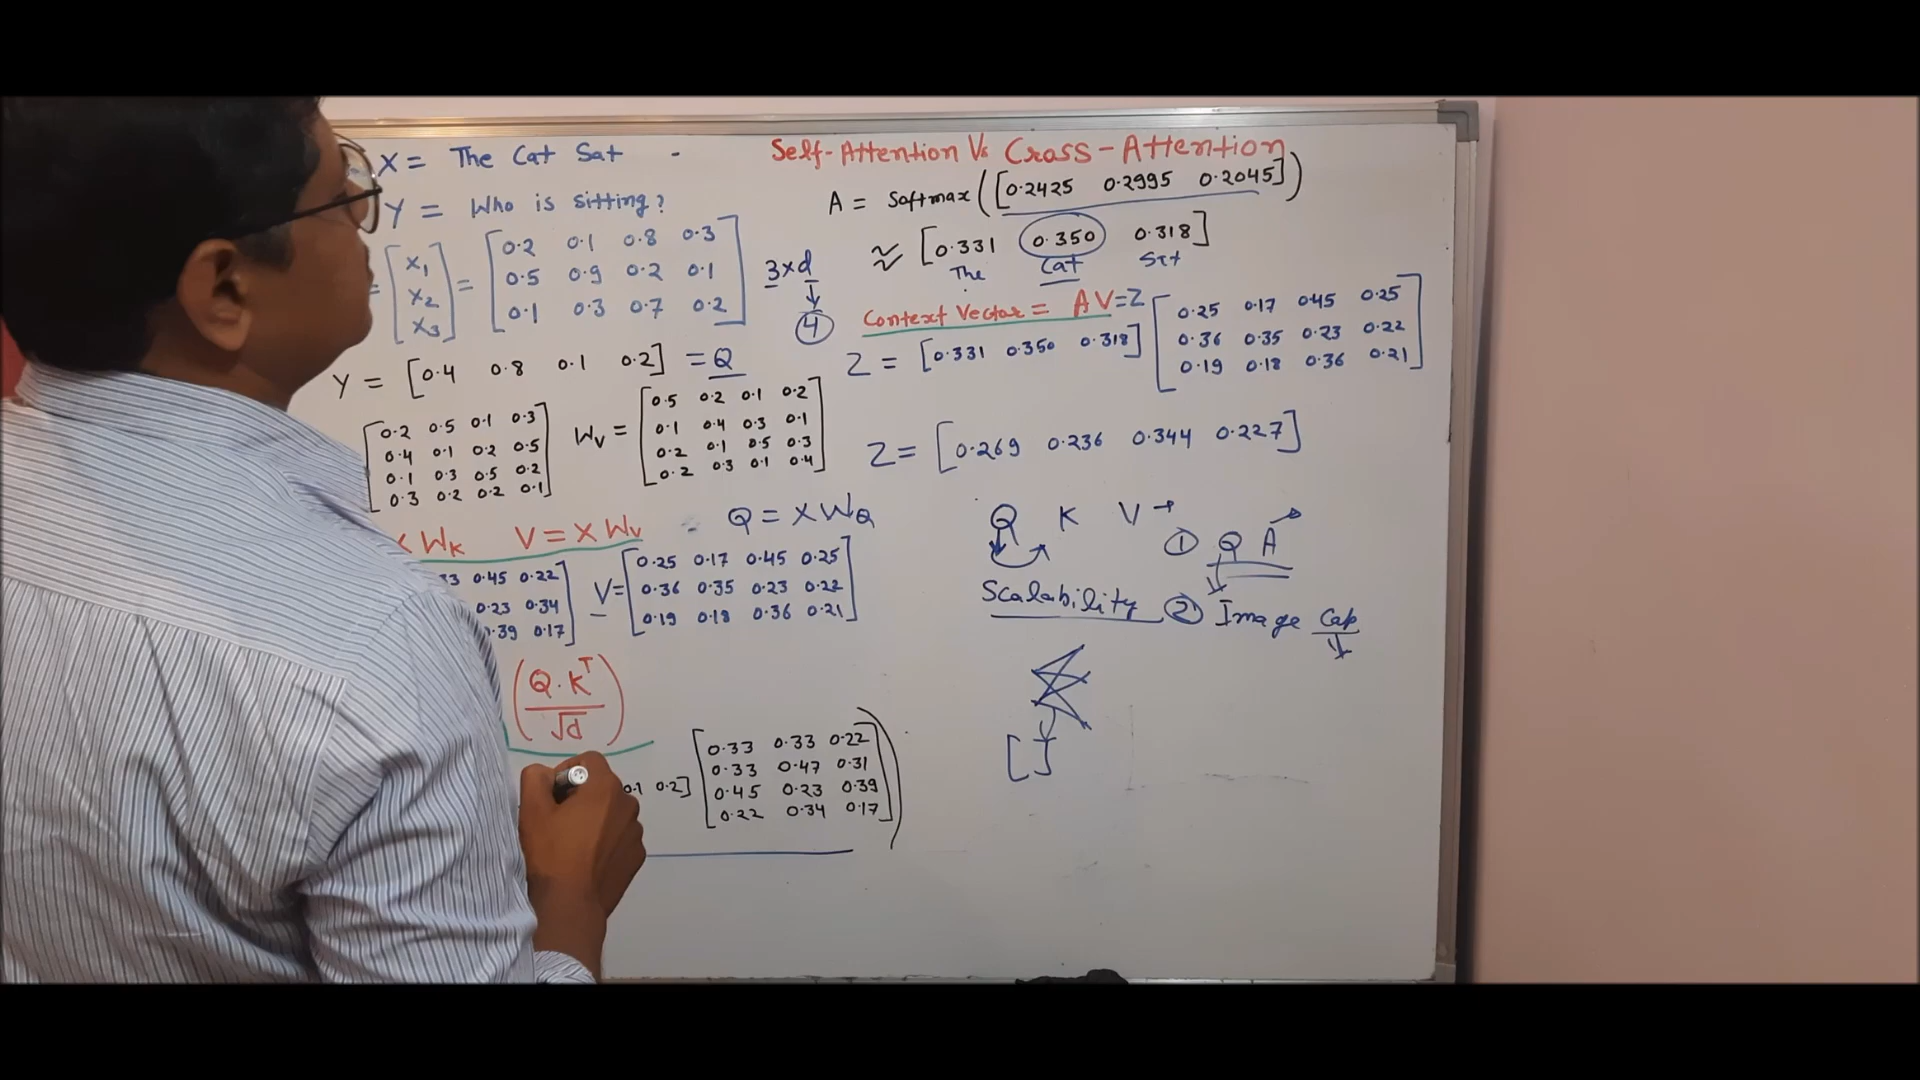 X = The Cat Sat -
Self-Attention Vs Cross-Attention
Y = Who is sitting?
A = Softmax ([0.2425 0.2995 0.2045])
≈ [0.331 0.350 0.318]
The Cat
= [x1 x2 x3] =
0.2 0.1 0.8 0.3
0.5 0.9 0.2 0.1
0.1 0.3 0.7 0.2
3×d
4
Context Vector = AV = Z
Z = [0.331 0.350 0.318]
0.25 0.17 0.45 0.25
0.36 0.35 0.23 0.22
0.19 0.18 0.36 0.21
Y = [0.4 0.8 0.1 0.2] = Q
0.2 0.5 0.1 0.3
0.4 0.1 0.2 0.5
0.1 0.3 0.5 0.2
0.3 0.2 0.2 0.1
WV =
0.5 0.2 0.1 0.2
0.1 0.4 0.3 0.1
0.2 0.1 0.5 0.3
0.2 0.3 0.1 0.4
Z = [0.269 0.236 0.344 0.227]
WK V = X WV
Q = X WQ
33 0.45 0.22
0.23 0.34
0.39 0.17
V =
0.25 0.17 0.45 0.25
0.36 0.35 0.23 0.22
0.19 0.18 0.36 0.21
Q K V →
① Q A
Scalability
② Image Cap
(Q.K^T / √d)
0.1 0.2]
0.33 0.33 0.22
0.33 0.47 0.31
0.45 0.23 0.39
0.22 0.34 0.17
[ ]